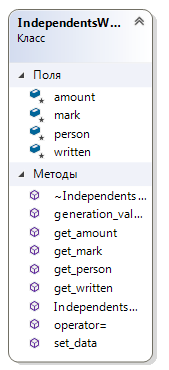 IndependentsW...
Класс
Поля
amount
mark
person
written
Методы
~Independents...
generation_val...
get_amount
get_mark
get_person
get_written
Independents...
operator=
set_data